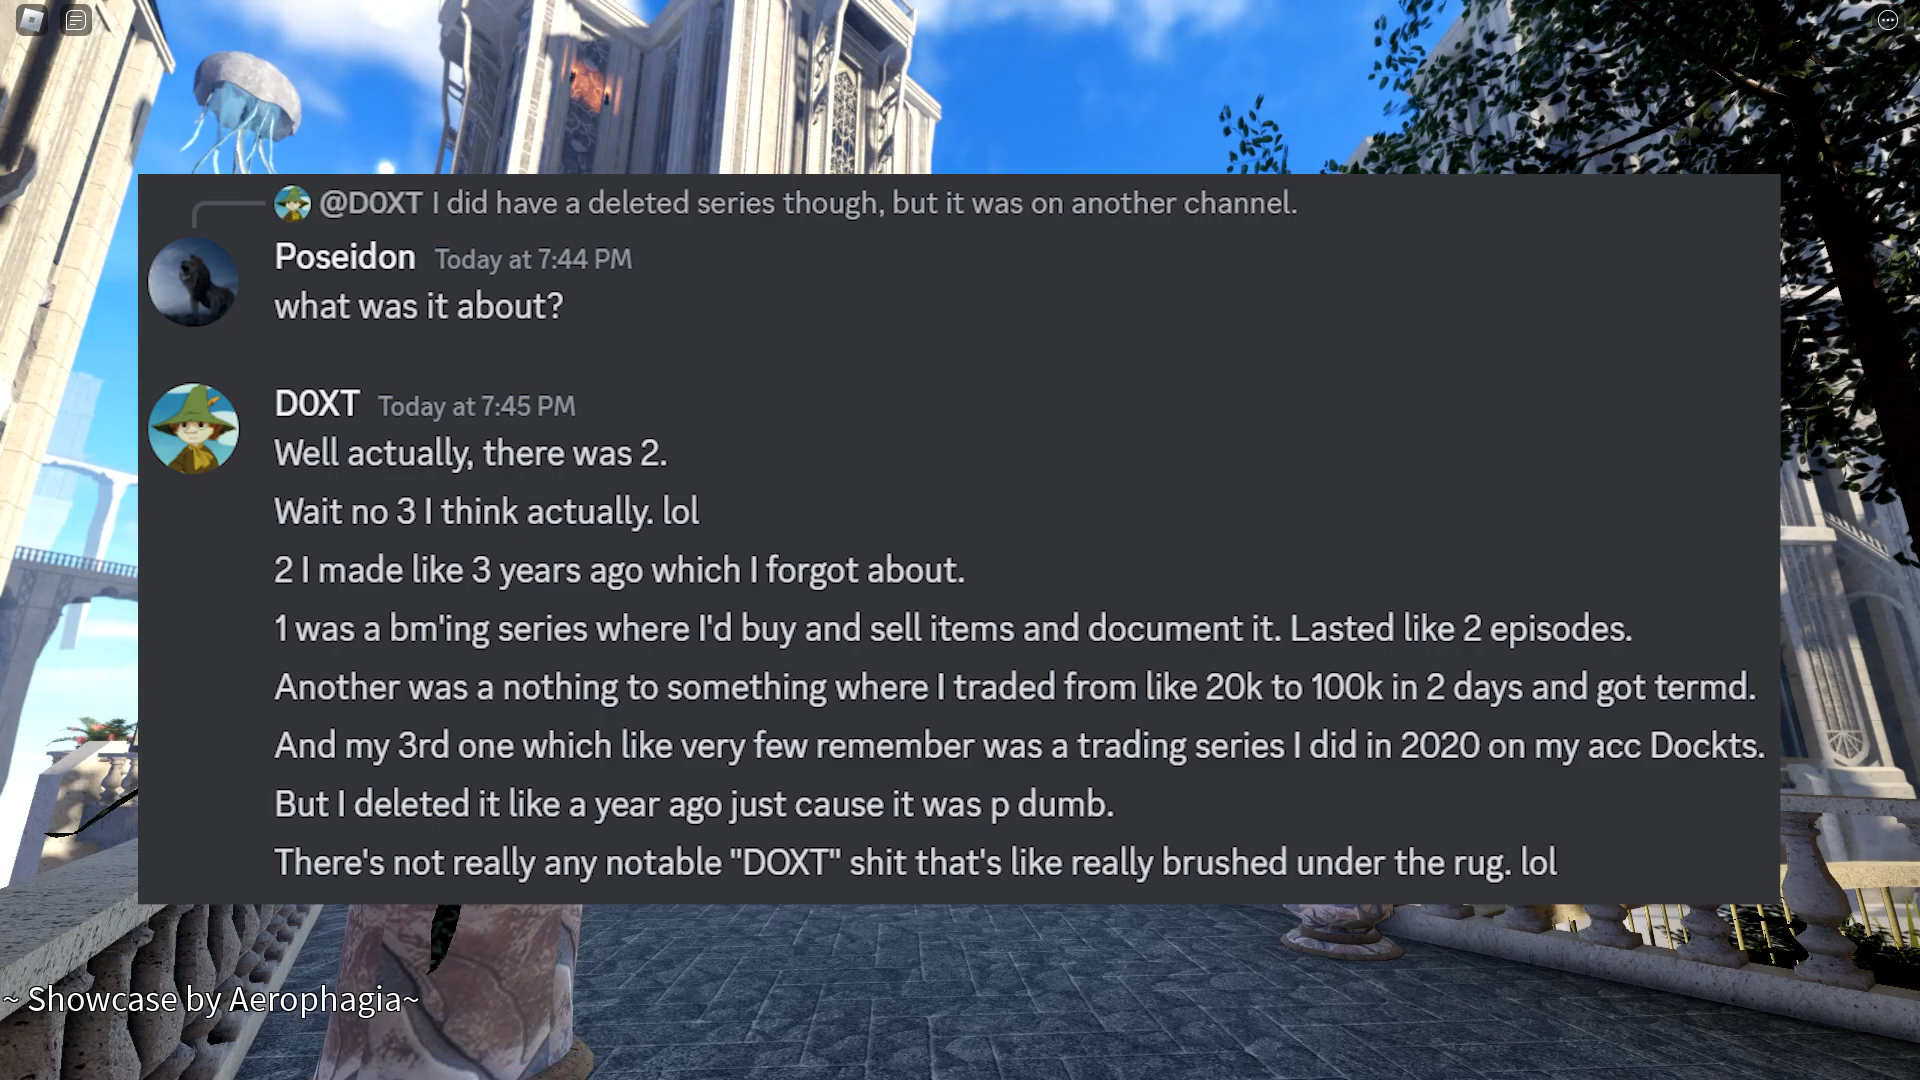 @D0XT I did have a deleted series though, but it was on another channel.
Poseidon Today at 7:44 PM
what was it about?
D0XT Today at 7:45 PM
Well actually, there was 2.
Wait no 3 I think actually. lol
2 I made like 3 years ago which I forgot about.
1 was a bm'ing series where I'd buy and sell items and document it. Lasted like 2 episodes.
Another was a nothing to something where I traded from like 20k to 100k in 2 days and got termd.
And my 3rd one which like very few remember was a trading series I did in 2020 on my acc Dockts.
But I deleted it like a year ago just cause it was p dumb.
There's not really any notable "DOXT" shit that's like really brushed under the rug. lol
~ Showcase by Aerophagia~